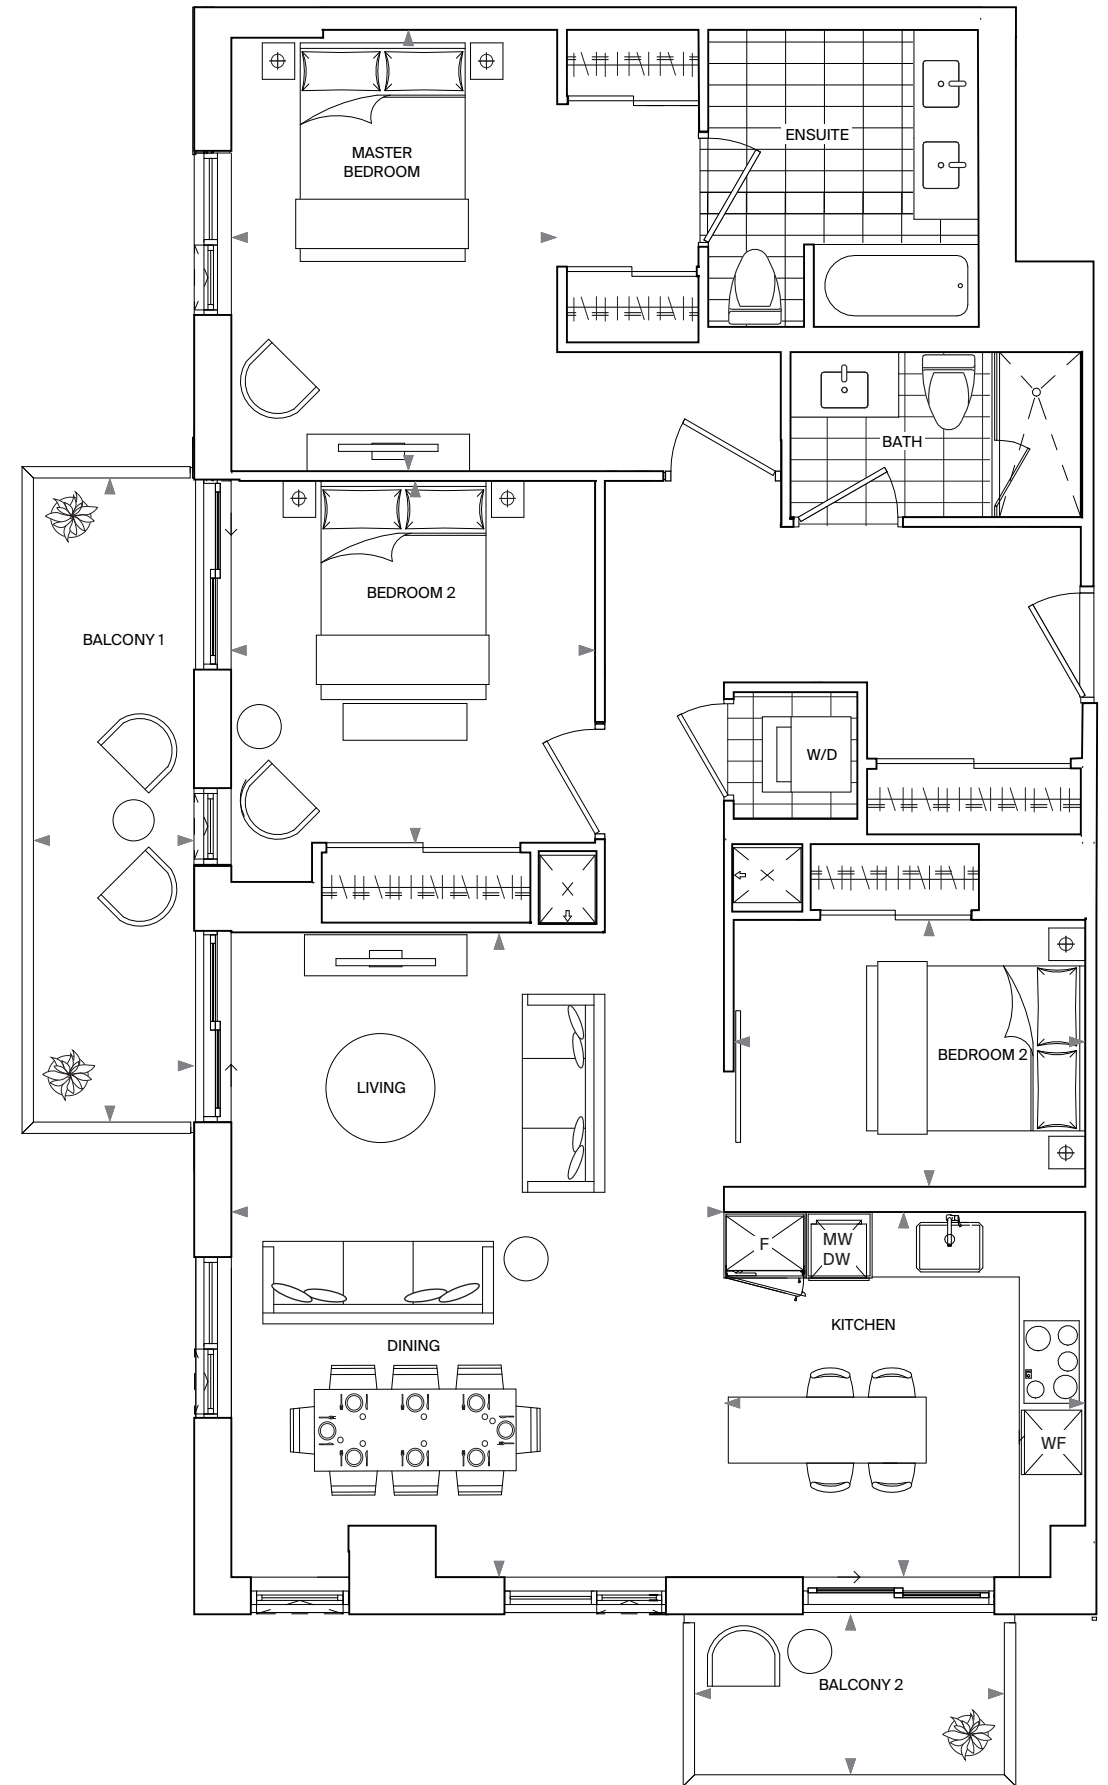 MASTER
BEDROOM
ENSUITE
BATH
BEDROOM 2
BALCONY 1
W/D
BEDROOM 2
LIVING
F
MW
DW
KITCHEN
DINING
WF
BALCONY 2